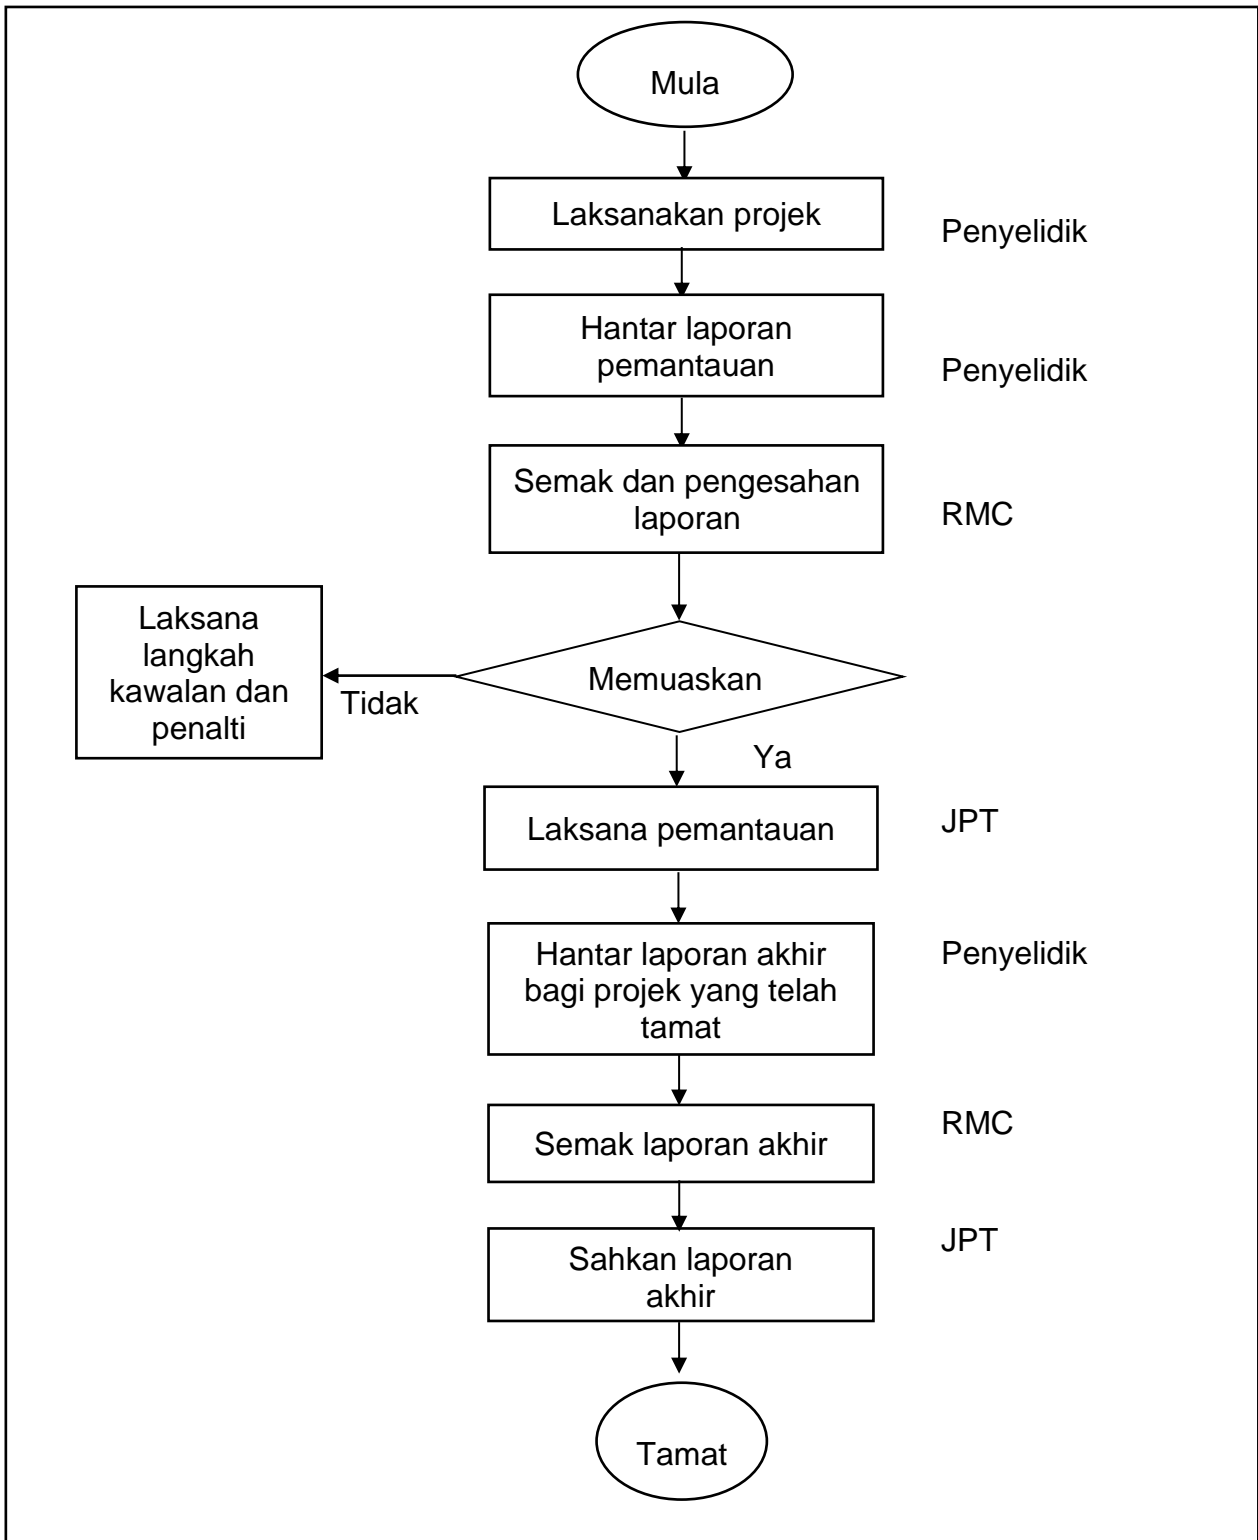 Mula
Laksanakan projek
Penyelidik
Hantar laporan
pemantauan
Penyelidik
Semak dan pengesahan
laporan
RMC
Laksana
langkah
kawalan dan
penalti
Tidak
Memuaskan
Ya
Laksana pemantauan
JPT
Hantar laporan akhir
bagi projek yang telah
tamat
Penyelidik
Semak laporan akhir
RMC
Sahkan laporan
akhir
JPT
Tamat